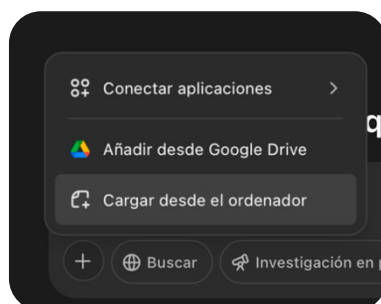 Conectar aplicaciones
Añadir desde Google Drive
Cargar desde el ordenador
Buscar
Investigación en